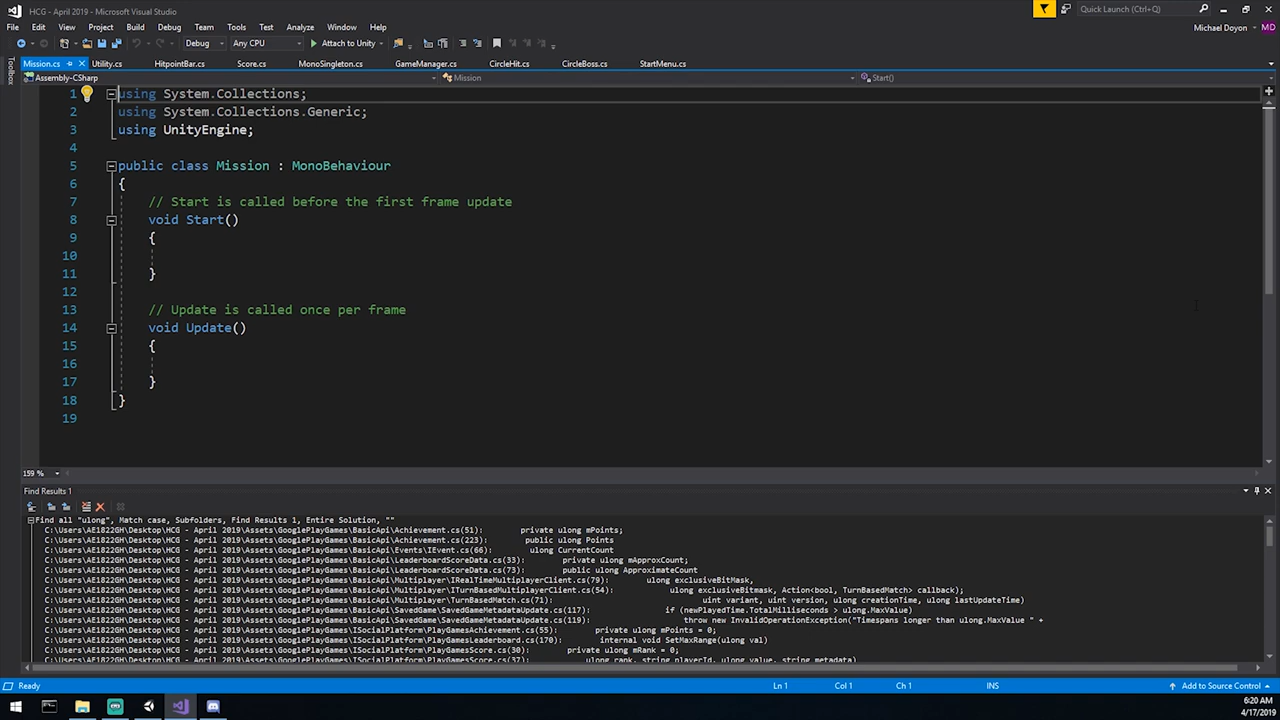 HCG - April 2019 - Microsoft Visual Studio
Quick Launch (Ctrl+Q)
File Edit View Project Build Debug Team Tools Test Analyze Window Help
Michael Doyon MD
Debug Any CPU Attach to Unity
Toolbox
Mission.cs Utility.cs HitpointBar.cs Score.cs MonoSingleton.cs GameManager.cs CircleHit.cs CircleBoss.cs StartMenu.cs
Assembly-CSharp Mission Start()
1 using System.Collections;
2 using System.Collections.Generic;
3 using UnityEngine;
4
5 public class Mission : MonoBehaviour
6 {
7 // Start is called before the first frame update
8 void Start()
9 {
10
11 }
12
13 // Update is called once per frame
14 void Update()
15 {
16
17 }
18 }
19
159 %
Find Results 1
Find all "ulong", Match case, Subfolders, Find Results 1, Entire Solution, ""
C:\Users\AE1822GH\Desktop\HCG - April 2019\Assets\GooglePlayGames\BasicApi\Achievement.cs(51): private ulong mPoints;
C:\Users\AE1822GH\Desktop\HCG - April 2019\Assets\GooglePlayGames\BasicApi\Achievement.cs(223): public ulong Points
C:\Users\AE1822GH\Desktop\HCG - April 2019\Assets\GooglePlayGames\BasicApi\Events\IEvent.cs(66): ulong CurrentCount
C:\Users\AE1822GH\Desktop\HCG - April 2019\Assets\GooglePlayGames\BasicApi\LeaderboardScoreData.cs(33): private ulong mApproxCount;
C:\Users\AE1822GH\Desktop\HCG - April 2019\Assets\GooglePlayGames\BasicApi\LeaderboardScoreData.cs(73): public ulong ApproximateCount
C:\Users\AE1822GH\Desktop\HCG - April 2019\Assets\GooglePlayGames\BasicApi\Multiplayer\IRealTimeMultiplayerClient.cs(79): ulong exclusiveBitMask,
C:\Users\AE1822GH\Desktop\HCG - April 2019\Assets\GooglePlayGames\BasicApi\Multiplayer\ITurnBasedMultiplayerClient.cs(54): ulong exclusiveBitmask, Action<bool, TurnBasedMatch> callback);
C:\Users\AE1822GH\Desktop\HCG - April 2019\Assets\GooglePlayGames\BasicApi\Multiplayer\TurnBasedMatch.cs(71): uint variant, uint version, ulong creationTime, ulong lastUpdateTime)
C:\Users\AE1822GH\Desktop\HCG - April 2019\Assets\GooglePlayGames\BasicApi\SavedGame\SavedGameMetadataUpdate.cs(117): if (newPlayedTime.TotalMilliseconds > ulong.MaxValue)
C:\Users\AE1822GH\Desktop\HCG - April 2019\Assets\GooglePlayGames\BasicApi\SavedGame\SavedGameMetadataUpdate.cs(119): throw new InvalidOperationException("Timespans longer than ulong.MaxValue " +
C:\Users\AE1822GH\Desktop\HCG - April 2019\Assets\GooglePlayGames\ISocialPlatform\PlayGamesAchievement.cs(55): private ulong mPoints = 0;
C:\Users\AE1822GH\Desktop\HCG - April 2019\Assets\GooglePlayGames\ISocialPlatform\PlayGamesLeaderboard.cs(170): internal void SetMaxRange(ulong val)
C:\Users\AE1822GH\Desktop\HCG - April 2019\Assets\GooglePlayGames\ISocialPlatform\PlayGamesScore.cs(30): private ulong mRank = 0;
C:\Users\AE1822GH\Desktop\HCG - April 2019\Assets\GooglePlayGames\ISocialPlatform\PlayGamesScore.cs(37): ulong rank, string playerId, ulong value, string metadata)
Ready Ln 1 Col 1 Ch 1 INS Add to Source Control
6:20 AM
4/17/2019